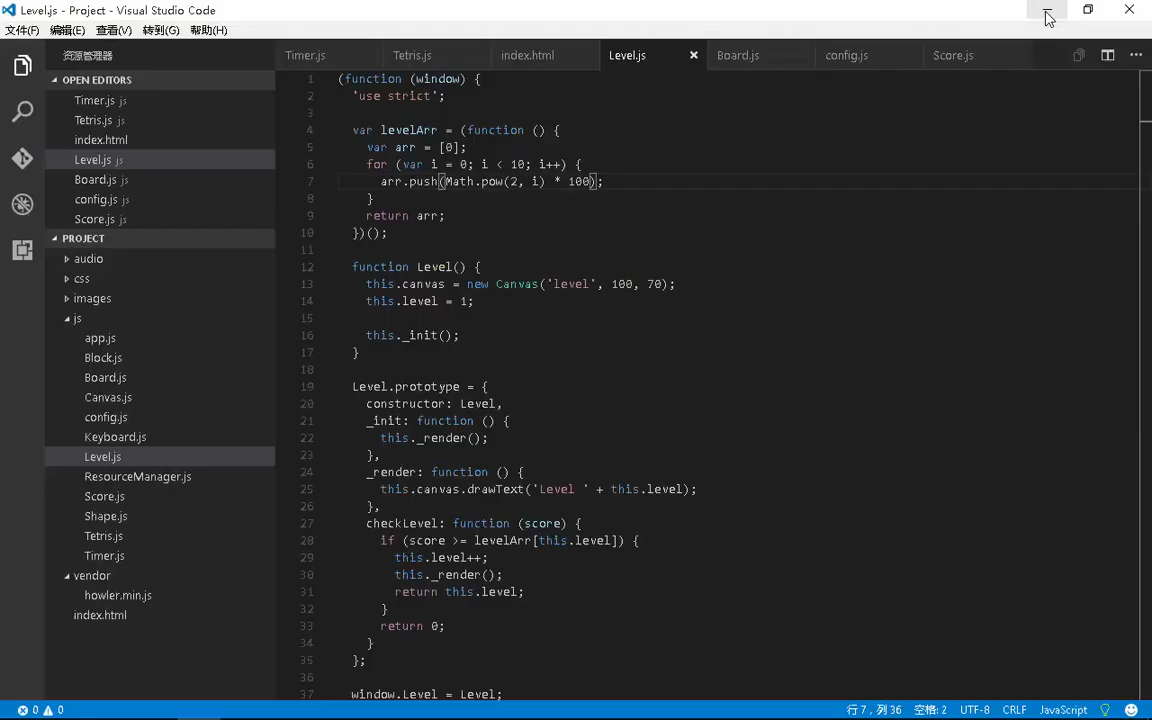 Level.js - Project - Visual Studio Code
文件(F) 编辑(E) 查看(V) 转到(G) 帮助(H)
资源管理器
OPEN EDITORS
Timer.js js
Tetris.js js
index.html
Level.js js
Board.js js
config.js js
Score.js js
PROJECT
audio
css
images
js
app.js
Block.js
Board.js
Canvas.js
config.js
Keyboard.js
Level.js
ResourceManager.js
Score.js
Shape.js
Tetris.js
Timer.js
vendor
howler.min.js
index.html
Timer.js Tetris.js index.html Level.js Board.js config.js Score.js
1 (function (window) {
2 'use strict';
3
4 var levelArr = (function () {
5 var arr = [0];
6 for (var i = 0; i < 10; i++) {
7 arr.push(Math.pow(2, i) * 100);
8 }
9 return arr;
10 })();
11
12 function Level() {
13 this.canvas = new Canvas('level', 100, 70);
14 this.level = 1;
15
16 this._init();
17 }
18
19 Level.prototype = {
20 constructor: Level,
21 _init: function () {
22 this._render();
23 },
24 _render: function () {
25 this.canvas.drawText('Level ' + this.level);
26 },
27 checkLevel: function (score) {
28 if (score >= levelArr[this.level]) {
29 this.level++;
30 this._render();
31 return this.level;
32 }
33 return 0;
34 }
35 };
36
37 window.Level = Level;
0 0 行 7，列 36 空格: 2 UTF-8 CRLF JavaScript